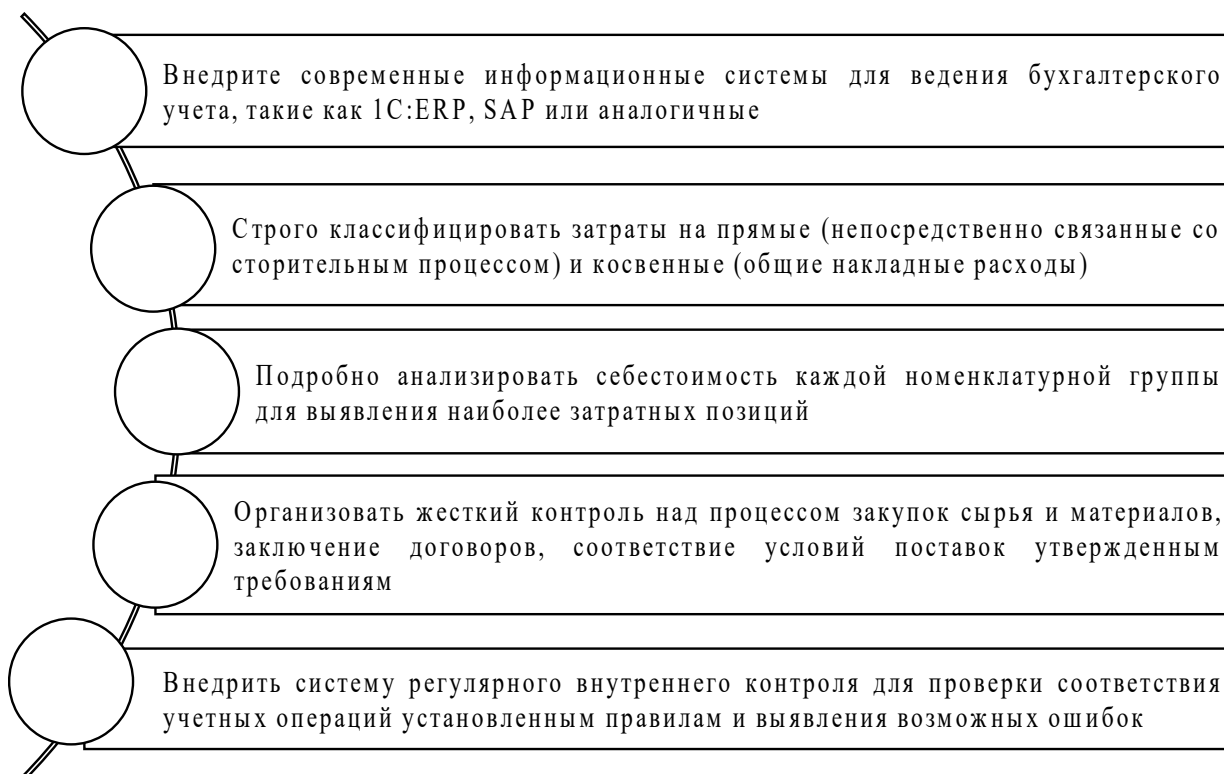 Внедрите современные информационные системы для ведения бухгалтерского
учета, такие как 1С:ERP, SAP или аналогичные
Строго классифицировать затраты на прямые (непосредственно связанные со
сторительным процессом) и косвенные (общие накладные расходы)
Подробно анализировать себестоимость каждой номенклатурной группы
для выявления наиболее затратных позиций
Организовать жесткий контроль над процессом закупок сырья и материалов,
заключение договоров, соответствие условий поставок утвержденным
требованиям
Внедрить систему регулярного внутреннего контроля для проверки соответствия
учетных операций установленным правилам и выявления возможных ошибок